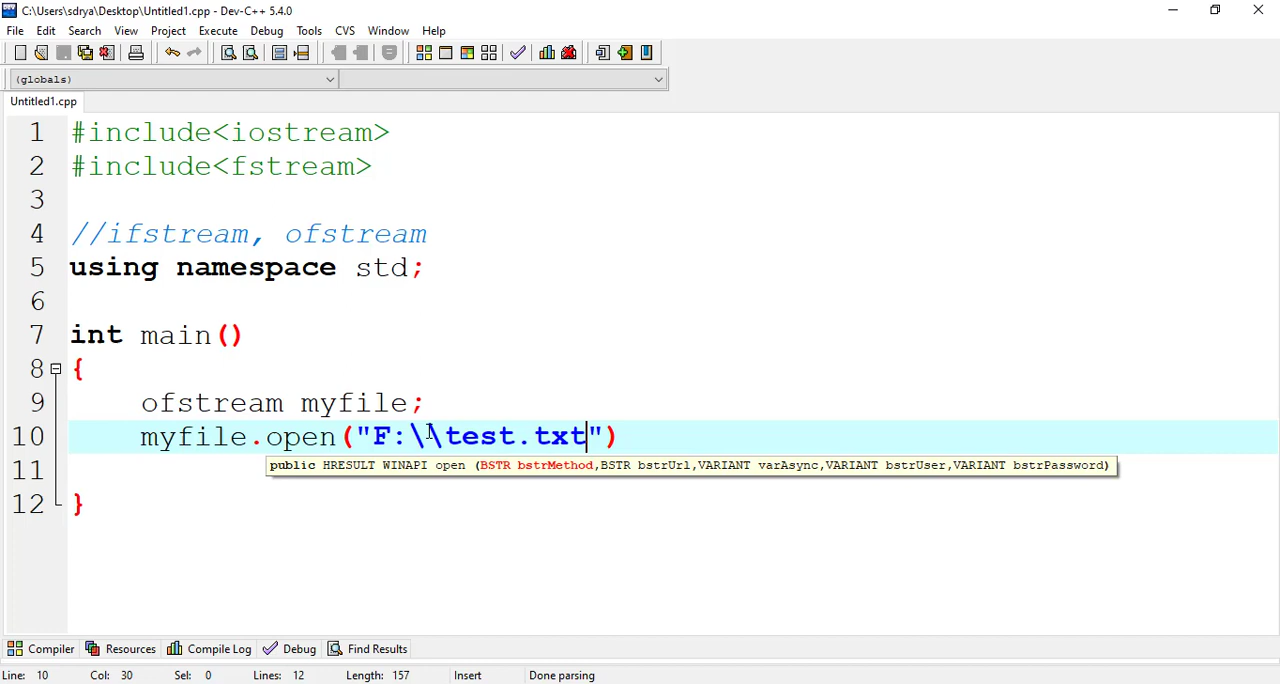 C:\Users\sdrya\Desktop\Untitled1.cpp - Dev-C++ 5.4.0
File Edit Search View Project Execute Debug Tools CVS Window Help
(globals)
Untitled1.cpp
1 #include<iostream>
2 #include<fstream>
3
4 //ifstream, ofstream
5 using namespace std;
6
7 int main()
8 {
9 ofstream myfile;
10 myfile.open("F:\\test.txt")
public HRESULT WINAPI open (BSTR bstrMethod,BSTR bstrUrl,VARIANT varAsync,VARIANT bstrUser,VARIANT bstrPassword)
11
12 }
Compiler Resources Compile Log Debug Find Results
Line: 10 Col: 30 Sel: 0 Lines: 12 Length: 157 Insert Done parsing